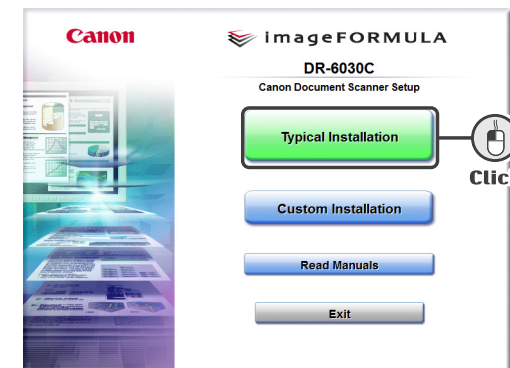 Canon
imageFORMULA
DR-6030C
Canon Document Scanner Setup
Typical Installation
Clic
Custom Installation
Read Manuals
Exit